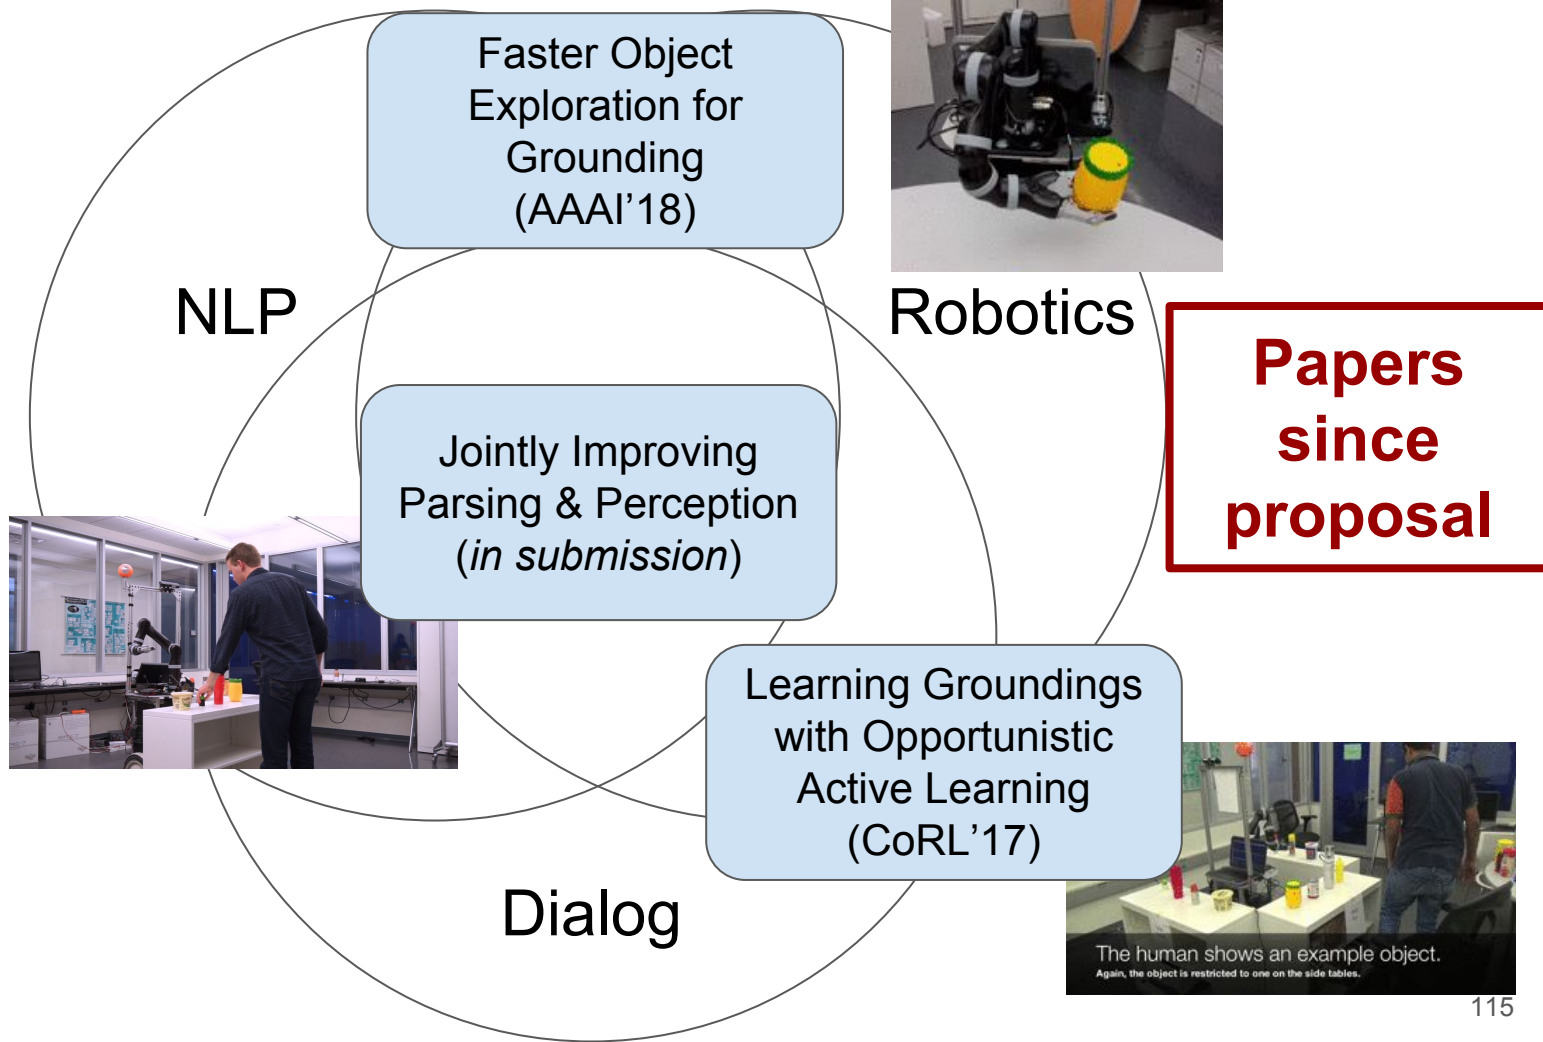 Faster Object
Exploration for
Grounding
(AAAI’18)
NLP
Robotics
Papers
since
proposal
Jointly Improving
Parsing & Perception
(in submission)
Learning Groundings
with Opportunistic
Active Learning
(CoRL’17)
Dialog
The human shows an example object.
Again, the object is restricted to one on the side tables.
115